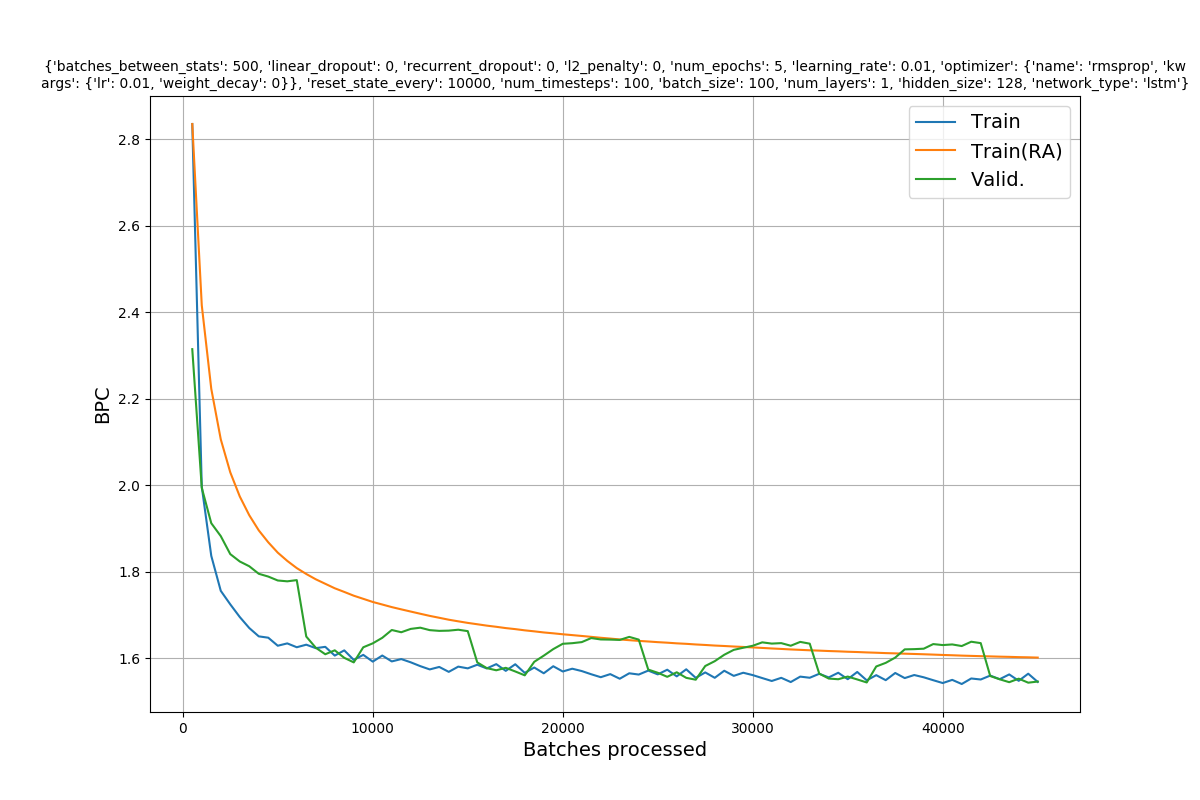 {'batches_between_stats': 500, 'linear_dropout': 0, 'recurrent_dropout': 0, 'l2_penalty': 0, 'num_epochs': 5, 'learning_rate': 0.01, 'optimizer': {'name': 'rmsprop', 'kw
args': {'lr': 0.01, 'weight_decay': 0}}, 'reset_state_every': 10000, 'num_timesteps': 100, 'batch_size': 100, 'num_layers': 1, 'hidden_size': 128, 'network_type': 'lstm'}
Train
Train(RA)
Valid.
2.8
2.6
2.4
2.2
2.0
1.8
1.6
BPC
0 10000 20000 30000 40000
Batches processed